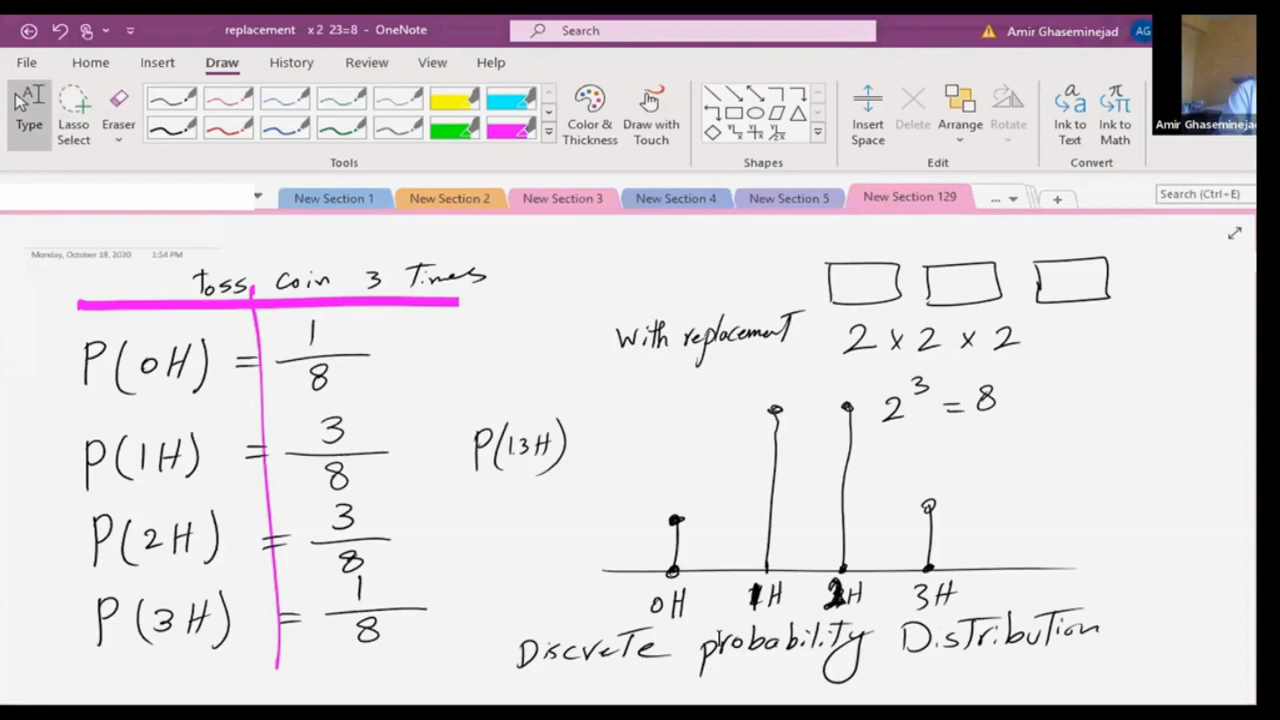 replacement x2 23=8 - OneNote
Search
Amir Ghaseminejad AG
File Home Insert Draw History Review View Help
Type
Lasso Select
Eraser
Color & Thickness
Draw with Touch
Insert Space
Delete
Arrange
Rotate
Ink to Text
Ink to Math
Amir Ghaseminejad
Tools Shapes Edit Convert
New Section 1 New Section 2 New Section 3 New Section 4 New Section 5 New Section 129 ... +
Search (Ctrl+E)
Monday, October 19, 2020 1:54 PM
toss coin 3 Times
P(0H) = 1/8
P(1H) = 3/8
P(2H) = 3/8
P(3H) = 1/8
P(1.3H)
With replacement 2 x 2 x 2
2³ = 8
0H 1H 2H 3H
Discrete probability Distribution